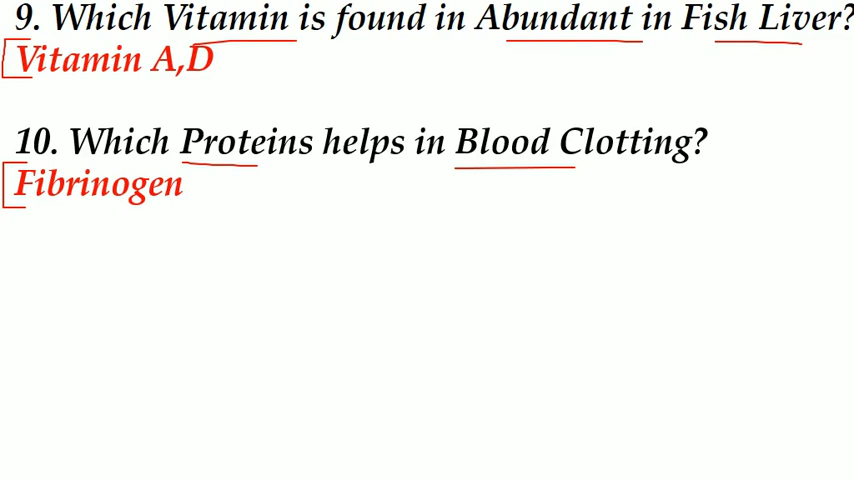 9. Which Vitamin is found in Abundant in Fish Liver?
Vitamin A,D
10. Which Proteins helps in Blood Clotting?
Fibrinogen